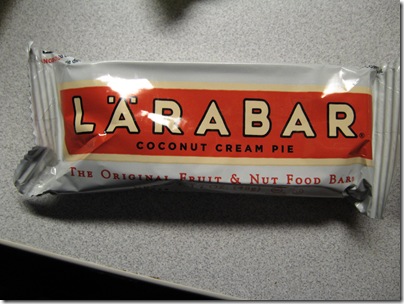 LÄRABAR®
COCONUT CREAM PIE
THE ORIGINAL FRUIT & NUT FOOD BAR